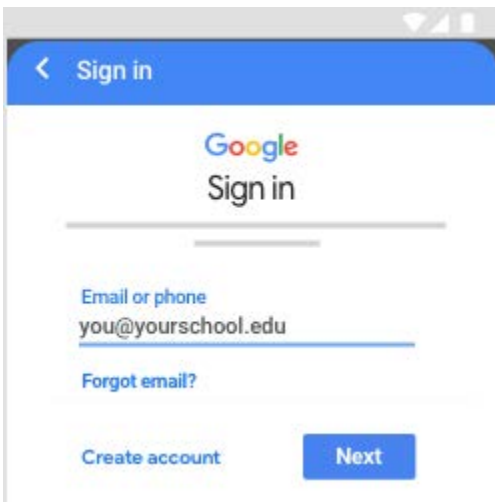 Sign in
Google
Sign in
Email or phone
you@yourschool.edu
Forgot email?
Create account
Next